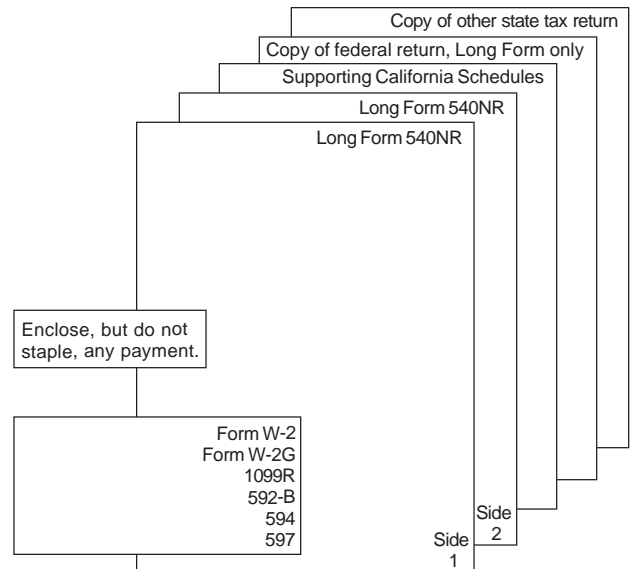 Copy of other state tax return
Copy of federal return, Long Form only
Supporting California Schedules
Long Form 540NR
Long Form 540NR
Enclose, but do not
staple, any payment.
Form W-2
Form W-2G
1099R
592-B
594
597
Side
2
Side
1